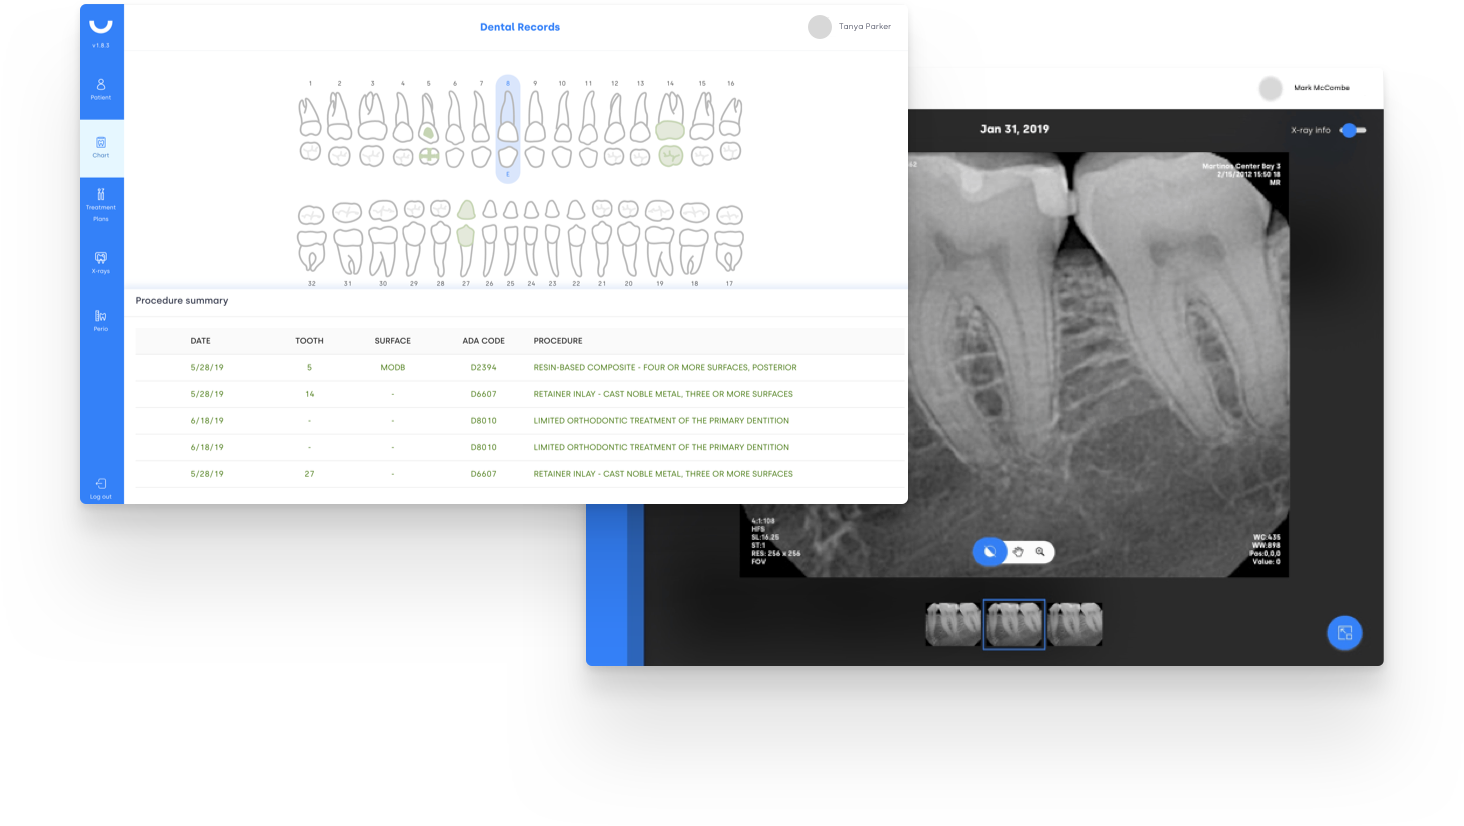 Dental Records
Tanya Parker
v1.8.3
Patient
Chart
Treatment
Plans
X-rays
Perio
Log out
1 2 3 4 5 6 7 8 9 10 11 12 13 14 15 16
E
32 31 30 29 28 27 26 25 24 23 22 21 20 19 18 17
Procedure summary
DATE TOOTH SURFACE ADA CODE PROCEDURE
5/28/19 5 MODB D2394 RESIN-BASED COMPOSITE - FOUR OR MORE SURFACES, POSTERIOR
5/28/19 14 - D6607 RETAINER INLAY - CAST NOBLE METAL, THREE OR MORE SURFACES
6/18/19 - - D8010 LIMITED ORTHODONTIC TREATMENT OF THE PRIMARY DENTITION
6/18/19 - - D8010 LIMITED ORTHODONTIC TREATMENT OF THE PRIMARY DENTITION
5/28/19 27 - D6607 RETAINER INLAY - CAST NOBLE METAL, THREE OR MORE SURFACES
Mark McCombe
Jan 31, 2019
X-ray info
42
Martinos Center Bay 3
2/15/2012 15:50 18
MR
4:1:108
HFS
SL:16.25
ST:1
RES: 256 x 256
FOV
WC:435
WW:898
Pos:0,0,0
Value: 0